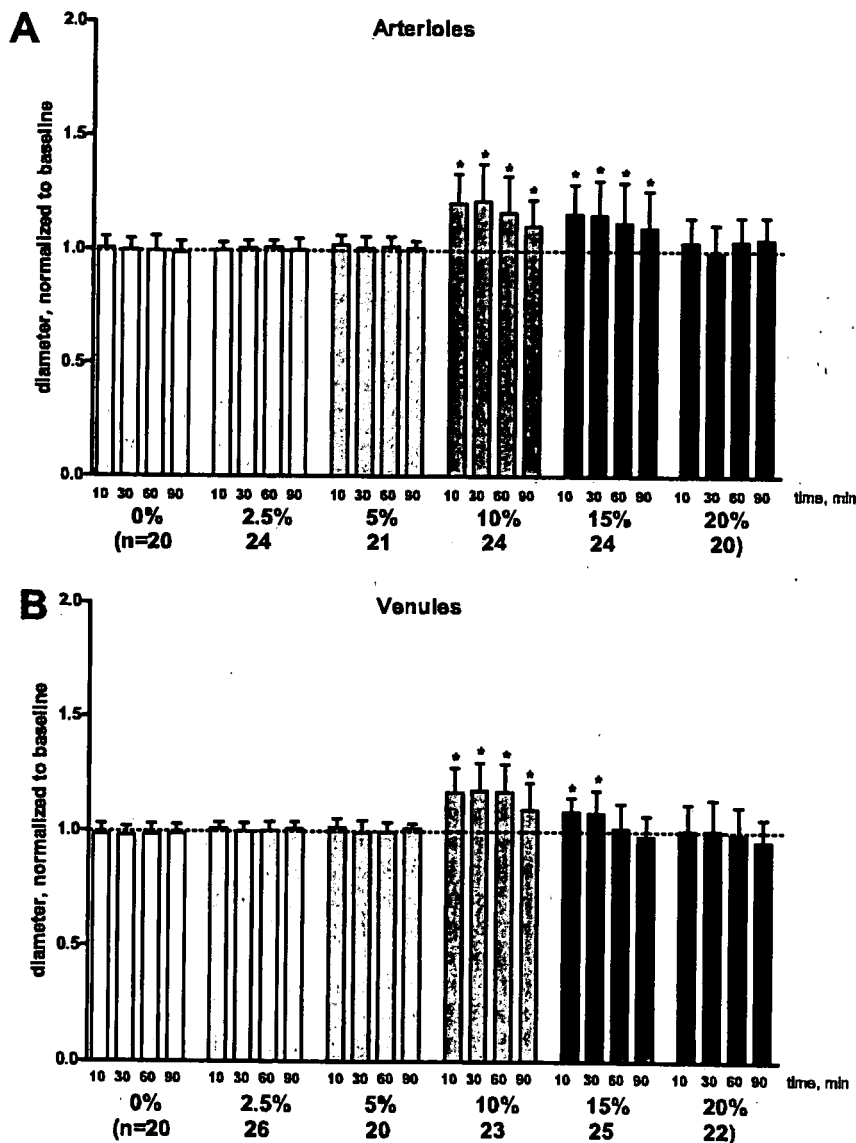 A
Arterioles
diameter, normalized to baseline
2.0
1.5
1.0
0.5
0.0
* * * * * * * *
10 30 60 90 10 30 60 90 10 30 60 90 10 30 60 90 10 30 60 90 10 30 60 90 time, min
0% 2.5% 5% 10% 15% 20%
(n=20 24 21 24 24 20)
B
Venules
diameter, normalized to baseline
2.0
1.5
1.0
0.5
0.0
* * * * * *
10 30 60 90 10 30 60 90 10 30 60 90 10 30 60 90 10 30 60 90 10 30 60 90 time, min
0% 2.5% 5% 10% 15% 20%
(n=20 26 20 23 25 22)